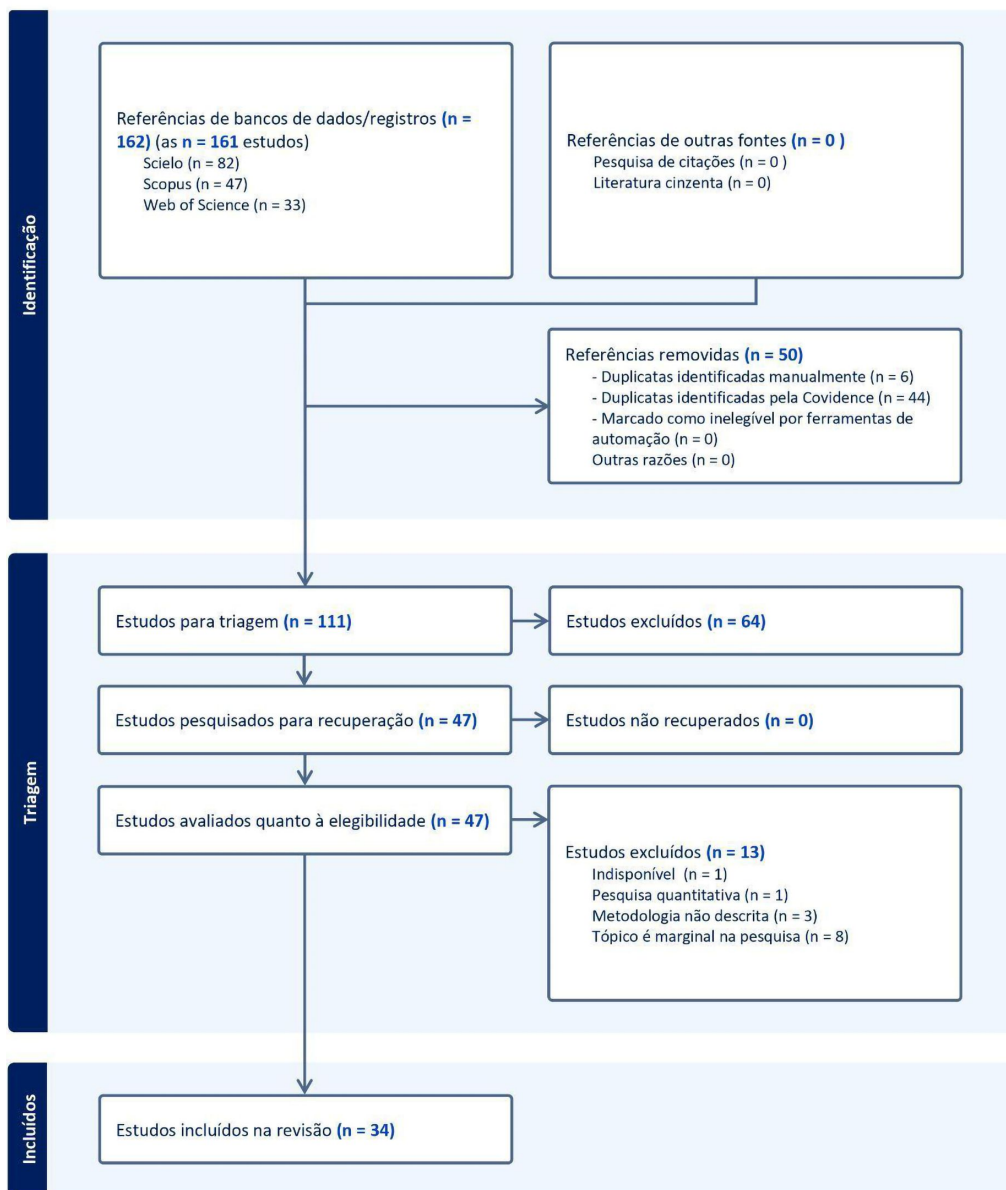 Identificação
Referências de bancos de dados/registros (n =
162) (as n = 161 estudos)
Scielo (n = 82)
Scopus (n = 47)
Web of Science (n = 33)
Referências de outras fontes (n = 0 )
Pesquisa de citações (n = 0 )
Literatura cinzenta (n = 0)
Referências removidas (n = 50)
- Duplicatas identificadas manualmente (n = 6)
- Duplicatas identificadas pela Covidence (n = 44)
- Marcado como inelegível por ferramentas de
automação (n = 0)
Outras razões (n = 0)
Triagem
Estudos para triagem (n = 111)
Estudos excluídos (n = 64)
Estudos pesquisados para recuperação (n = 47)
Estudos não recuperados (n = 0)
Estudos avaliados quanto à elegibilidade (n = 47)
Estudos excluídos (n = 13)
Indisponível (n = 1)
Pesquisa quantitativa (n = 1)
Metodologia não descrita (n = 3)
Tópico é marginal na pesquisa (n = 8)
Incluídos
Estudos incluídos na revisão (n = 34)